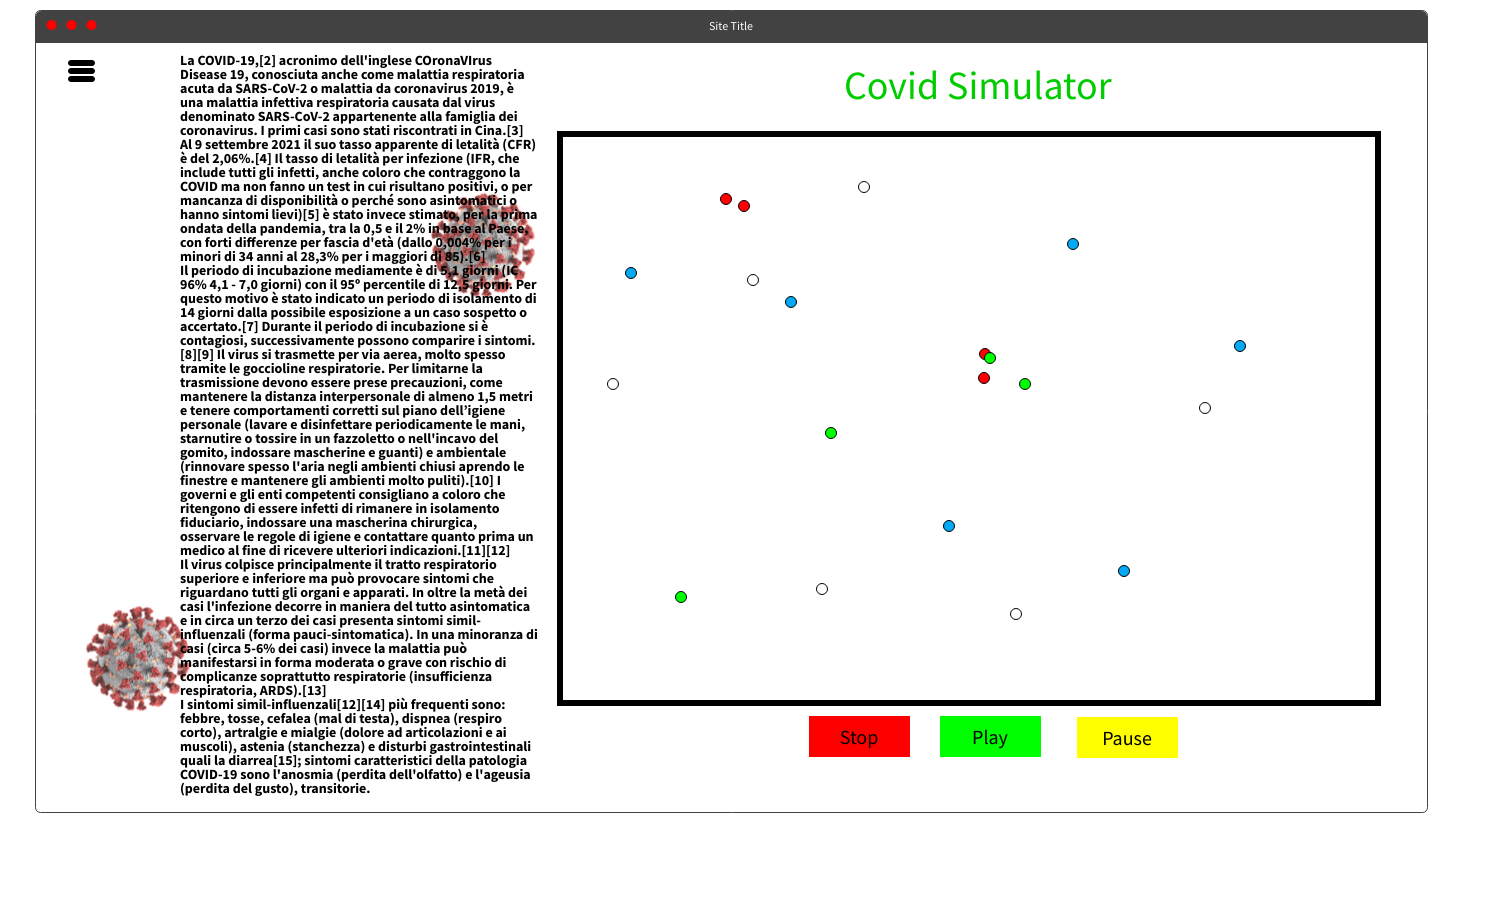 Site Title
La COVID-19,[2] acronimo dell'inglese COronaVIrus
Disease 19, conosciuta anche come malattia respiratoria
acuta da SARS-CoV-2 o malattia da coronavirus 2019, è
una malattia infettiva respiratoria causata dal virus
denominato SARS-CoV-2 appartenente alla famiglia dei
coronavirus. I primi casi sono stati riscontrati in Cina.[3]
Al 9 settembre 2021 il suo tasso apparente di letalità (CFR)
è del 2,06%.[4] Il tasso di letalità per infezione (IFR, che
include tutti gli infetti, anche coloro che contraggono la
COVID ma non fanno un test in cui risultano positivi, o per
mancanza di disponibilità o perché sono asintomatici o
hanno sintomi lievi)[5] è stato invece stimato, per la prima
ondata della pandemia, tra la 0,5 e il 2% in base al Paese,
con forti differenze per fascia d'età (dallo 0,004% per i
minori di 34 anni al 28,3% per i maggiori di 85).[6]
Il periodo di incubazione mediamente è di 5,1 giorni (IC
96% 4,1 - 7,0 giorni) con il 95º percentile di 12,5 giorni. Per
questo motivo è stato indicato un periodo di isolamento di
14 giorni dalla possibile esposizione a un caso sospetto o
accertato.[7] Durante il periodo di incubazione si è
contagiosi, successivamente possono comparire i sintomi.
[8][9] Il virus si trasmette per via aerea, molto spesso
tramite le goccioline respiratorie. Per limitarne la
trasmissione devono essere prese precauzioni, come
mantenere la distanza interpersonale di almeno 1,5 metri
e tenere comportamenti corretti sul piano dell’igiene
personale (lavare e disinfettare periodicamente le mani,
starnutire o tossire in un fazzoletto o nell'incavo del
gomito, indossare mascherine e guanti) e ambientale
(rinnovare spesso l'aria negli ambienti chiusi aprendo le
finestre e mantenere gli ambienti molto puliti).[10] I
governi e gli enti competenti consigliano a coloro che
ritengono di essere infetti di rimanere in isolamento
fiduciario, indossare una mascherina chirurgica,
osservare le regole di igiene e contattare quanto prima un
medico al fine di ricevere ulteriori indicazioni.[11][12]
Il virus colpisce principalmente il tratto respiratorio
superiore e inferiore ma può provocare sintomi che
riguardano tutti gli organi e apparati. In oltre la metà dei
casi l'infezione decorre in maniera del tutto asintomatica
e in circa un terzo dei casi presenta sintomi simil-
influenzali (forma pauci-sintomatica). In una minoranza di
casi (circa 5-6% dei casi) invece la malattia può
manifestarsi in forma moderata o grave con rischio di
complicanze soprattutto respiratorie (insufficienza
respiratoria, ARDS).[13]
I sintomi simil-influenzali[12][14] più frequenti sono:
febbre, tosse, cefalea (mal di testa), dispnea (respiro
corto), artralgie e mialgie (dolore ad articolazioni e ai
muscoli), astenia (stanchezza) e disturbi gastrointestinali
quali la diarrea[15]; sintomi caratteristici della patologia
COVID-19 sono l'anosmia (perdita dell'olfatto) e l'ageusia
(perdita del gusto), transitorie.
Covid Simulator
Stop
Play
Pause